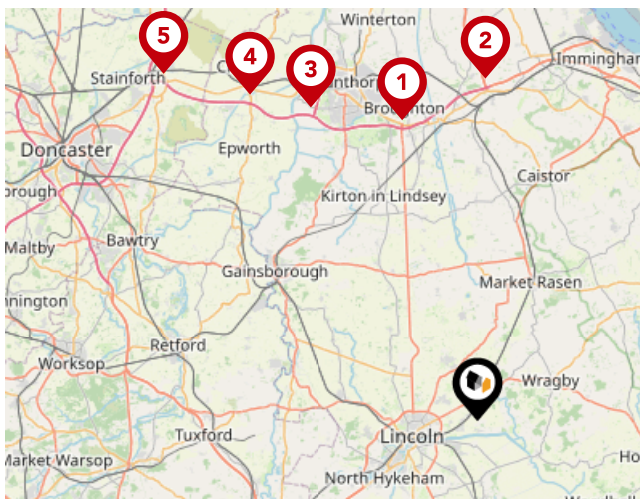 Winterton
5
2
4
3
1
Immingham
Stainforth
Doncaster
Epworth
Caistor
Kirton in Lindsey
Maltby
Bawtry
Gainsborough
Market Rasen
Retford
Worksop
Wragby
Tuxford
Lincoln
Market Warsop
North Hykeham